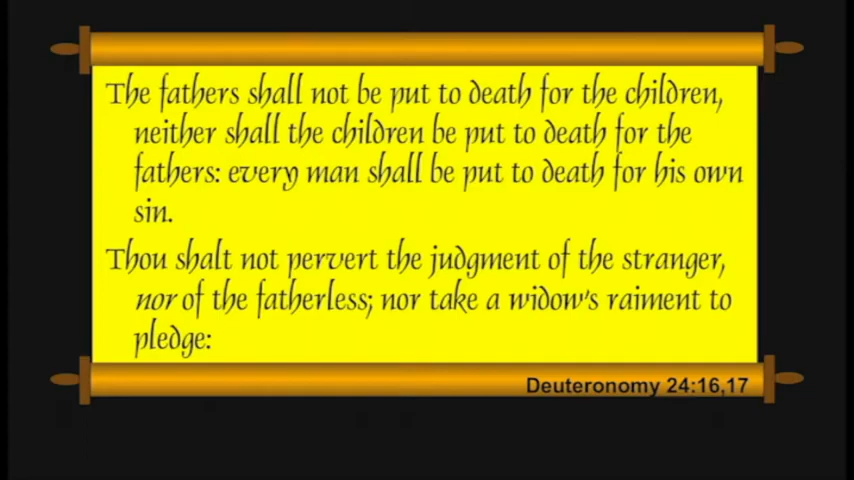 The fathers shall not be put to death for the children,
neither shall the children be put to death for the
fathers: every man shall be put to death for his own
sin.
Thou shalt not pervert the judgment of the stranger,
nor of the fatherless; nor take a widow's raiment to
pledge:
Deuteronomy 24:16,17